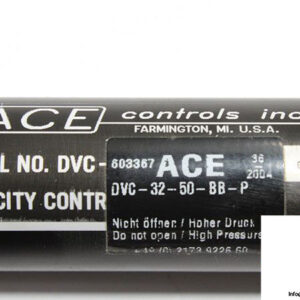 ACE controls inc
FARMINGTON, MI. U.S.A.
L NO. DVC-
603367 ACE 36
2004
DVC-32-50-BB-P
CITY CONTR
Nicht öffnen / Hoher Druck
Do not open / High Pressure
Info